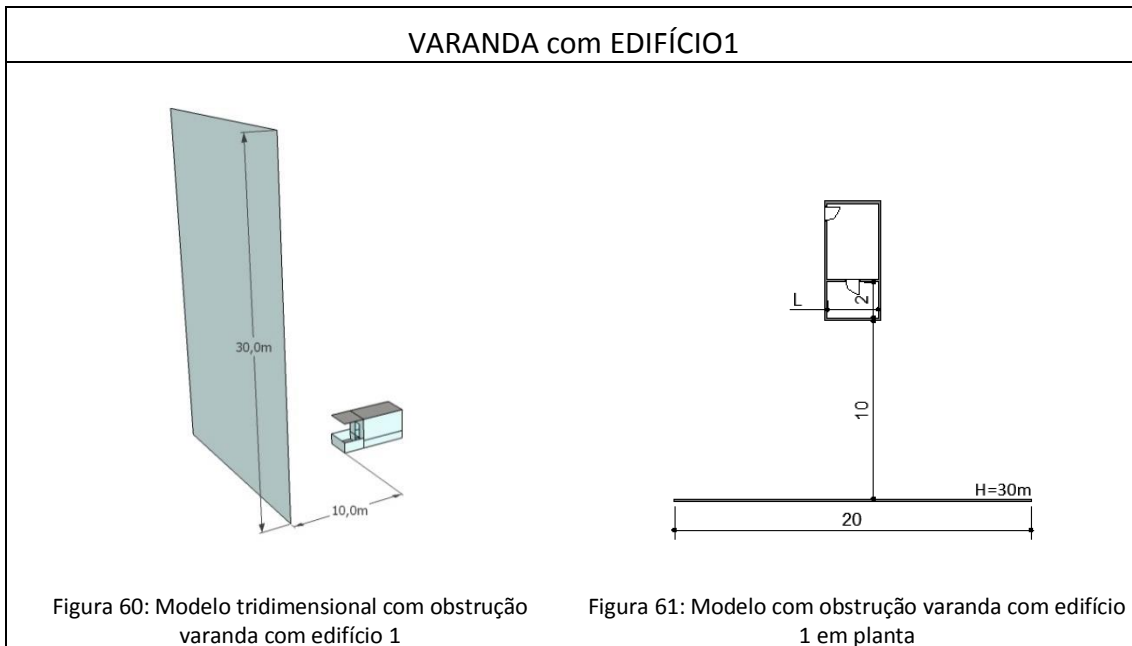 VARANDA com EDIFÍCIO1
30,0m
10,0m
L
2
10
H=30m
20
Figura 60: Modelo tridimensional com obstrução
varanda com edifício 1
Figura 61: Modelo com obstrução varanda com edifício
1 em planta